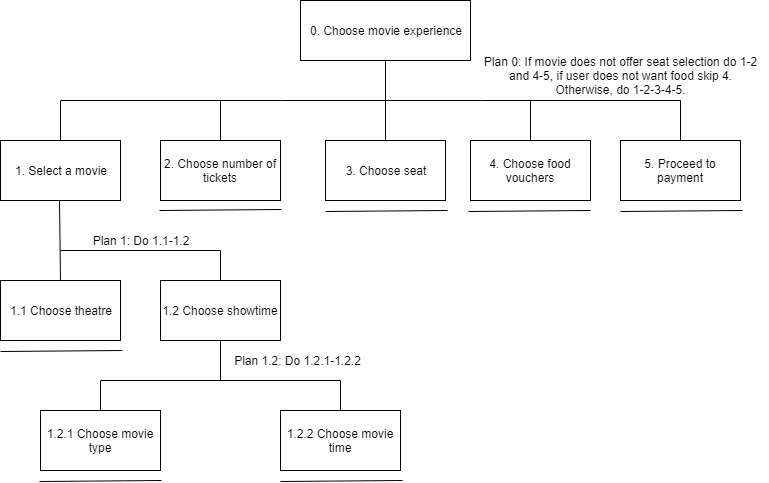 0. Choose movie experience
Plan 0: If movie does not offer seat selection do 1-2
and 4-5, if user does not want food skip 4.
Otherwise, do 1-2-3-4-5.
1. Select a movie
2. Choose number of
tickets
3. Choose seat
4. Choose food
vouchers
5. Proceed to
payment
Plan 1: Do 1.1-1.2
1.1 Choose theatre
1.2 Choose showtime
Plan 1.2: Do 1.2.1-1.2.2
1.2.1 Choose movie
type
1.2.2 Choose movie
time